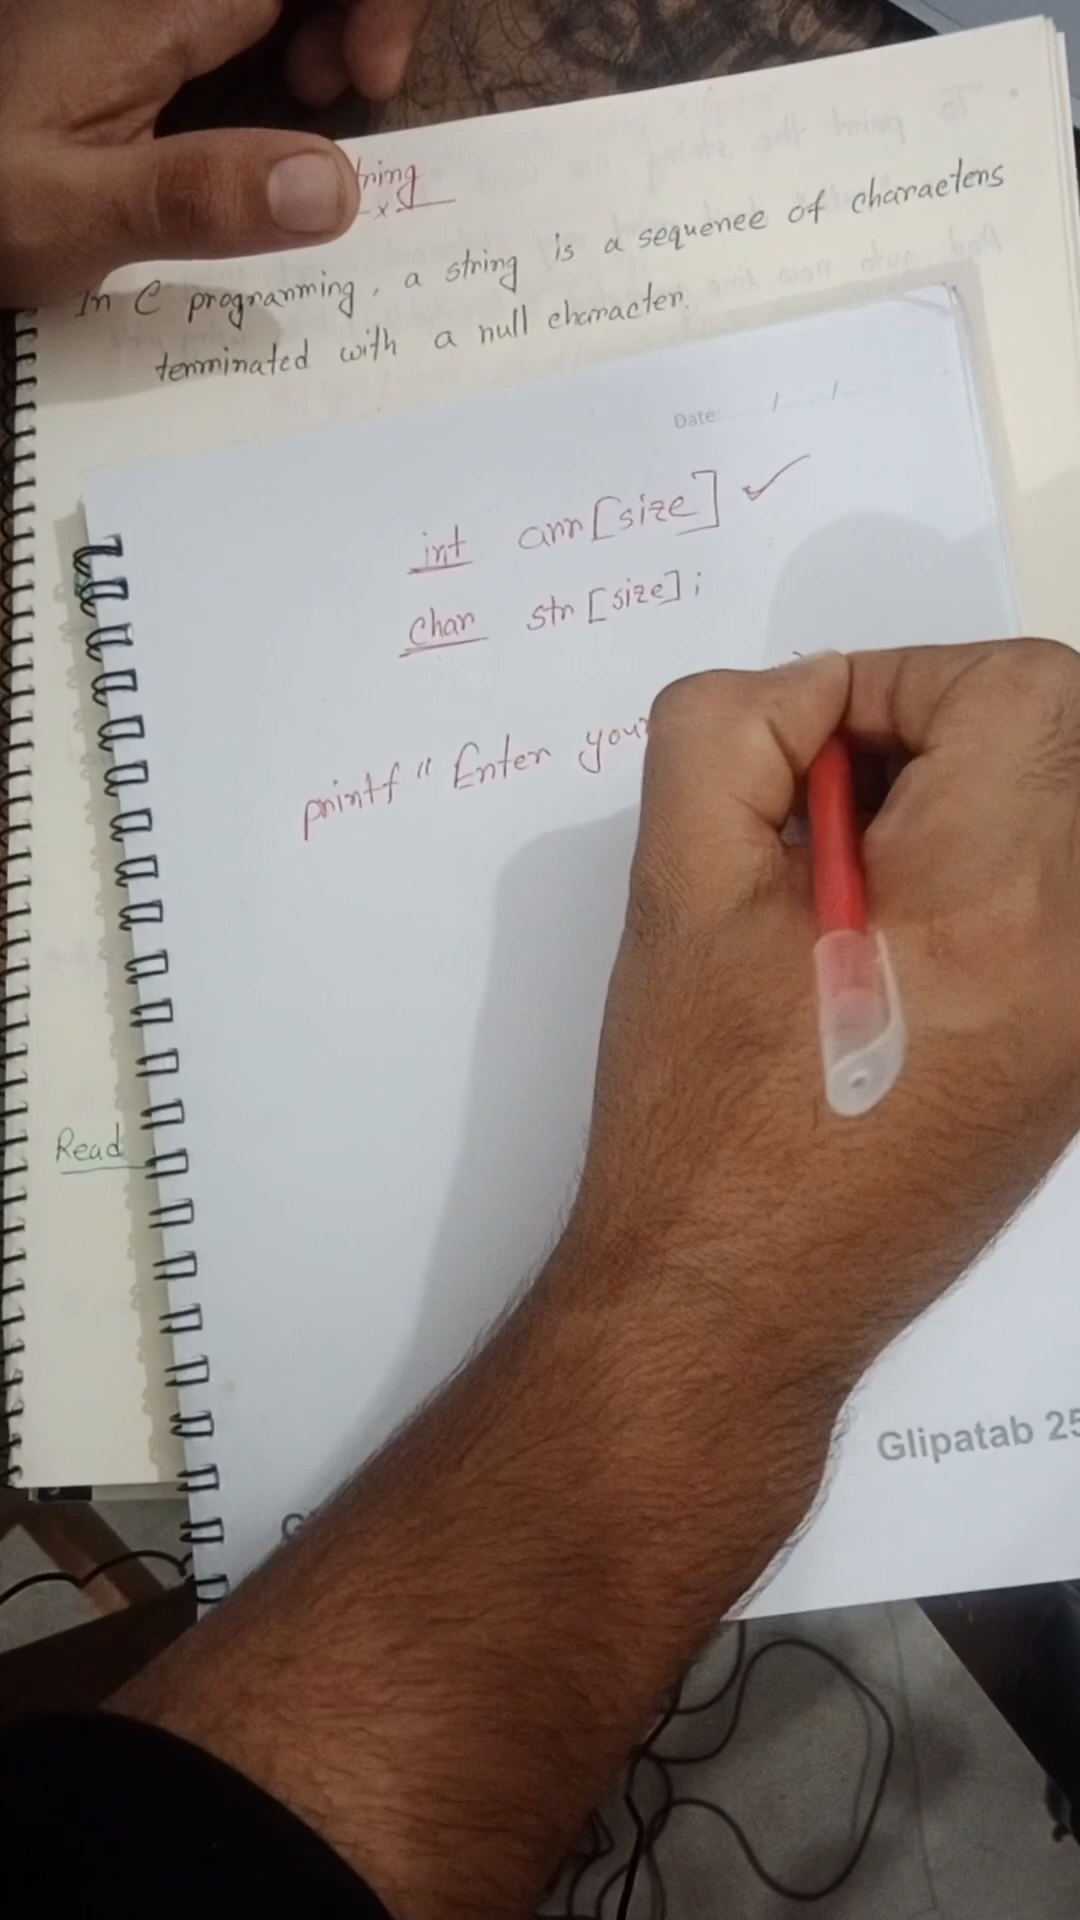 tring
In C programming, a string is a sequence of characters
terminated with a null character.
Date: / /
int arr[size] ✓
char str[size];
printf " Enter your
Read
Glipatab 25